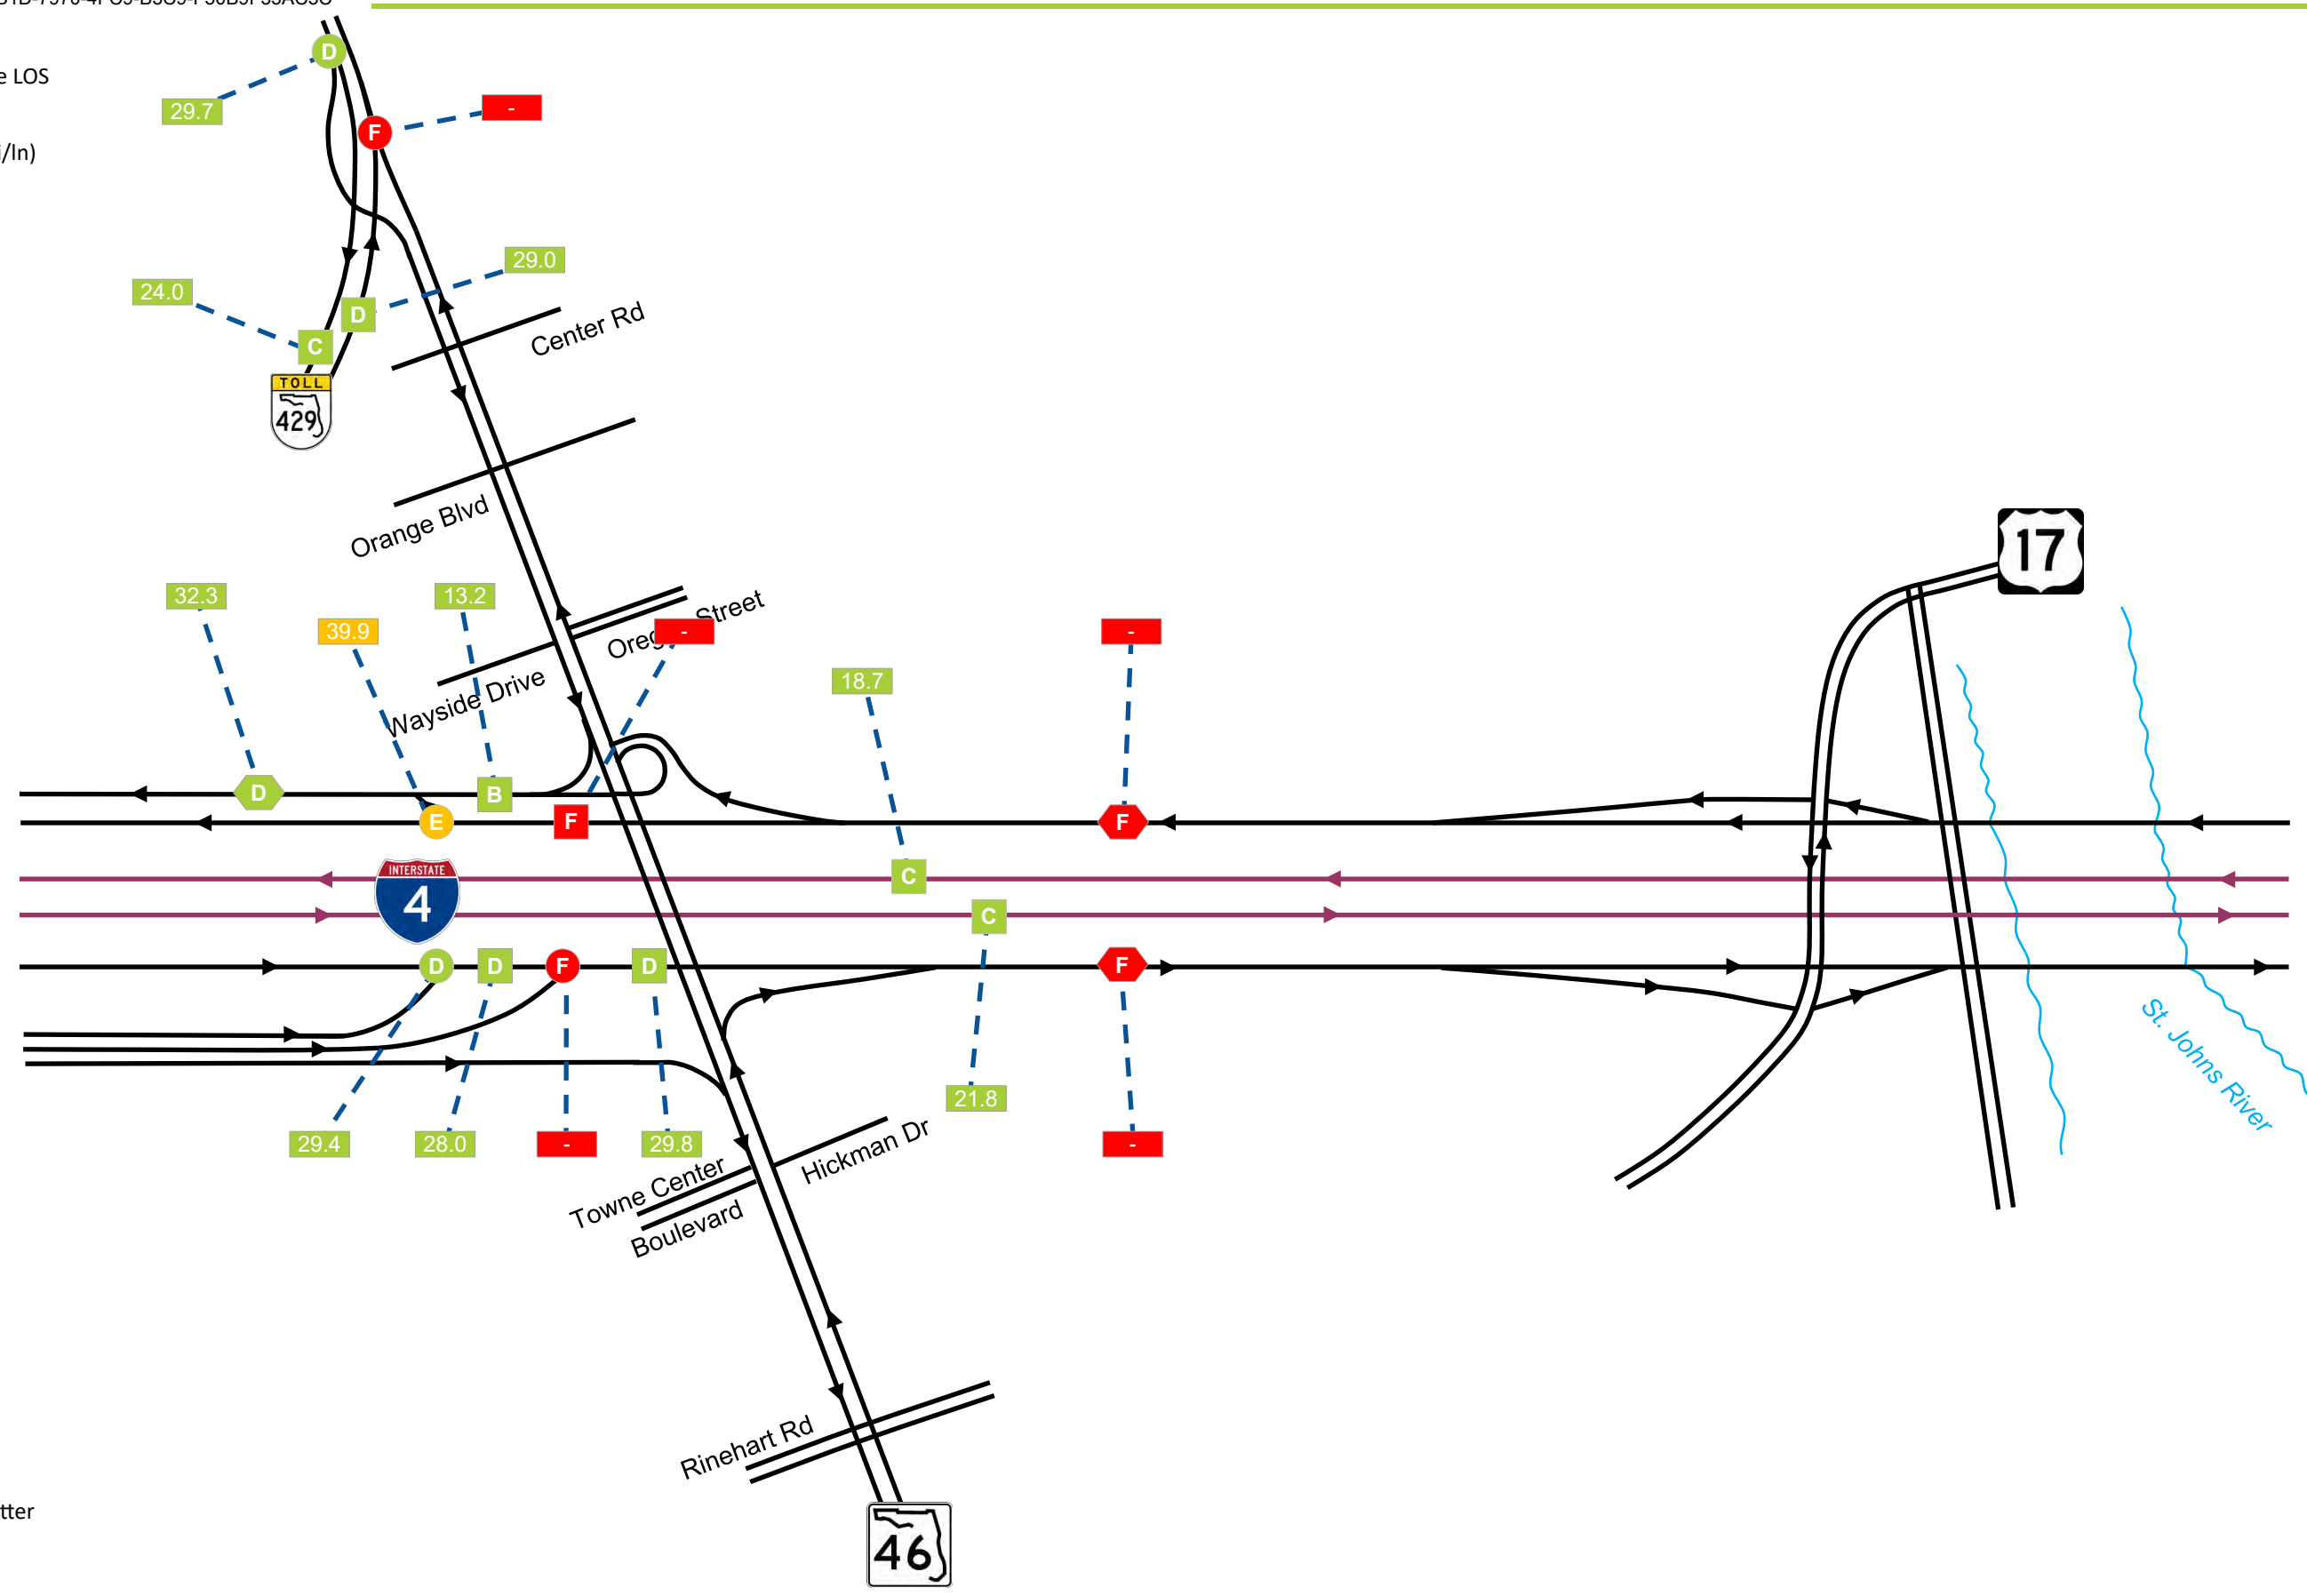 D
e LOS
29.7
-
F
i/ln)
29.0
24.0
Center Rd
D
C
TOLL
429
Orange Blvd
17
32.3
13.2
39.9
Street
-
-
Wayside Drive
18.7
D
B
E
F
F
INTERSTATE
4
C
C
D
D
F
D
F
St. Johns River
21.8
29.4
28.0
-
29.8
-
Hickman Dr
Towne Center
Boulevard
Rinehart Rd
tter
46